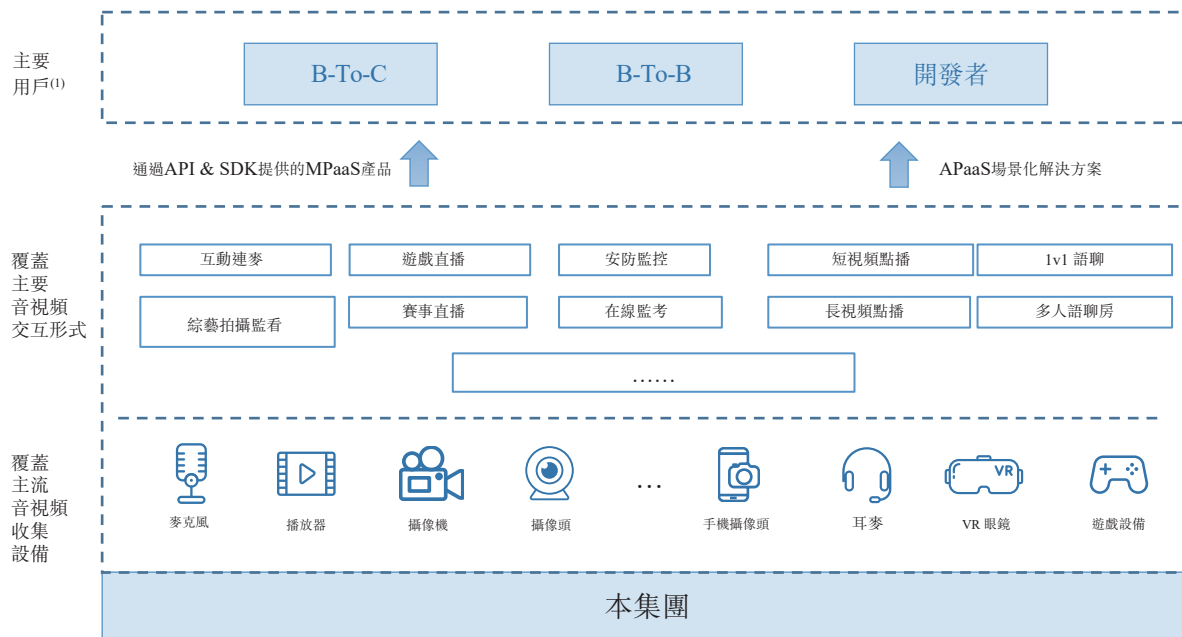 主要
用戶(1)
B-To-C
B-To-B
開發者
通過API & SDK提供的MPaaS產品
APaaS場景化解決方案
覆蓋
主要
音視頻
交互形式
互動連麥
遊戲直播
安防監控
短視頻點播
1v1 語聊
綜藝拍攝監看
賽事直播
在線監考
長視頻點播
多人語聊房
……
覆蓋
主流
音視頻
收集
設備
VR
…
麥克風
播放器
攝像機
攝像頭
手機攝像頭
耳麥
VR 眼鏡
遊戲設備
本集團